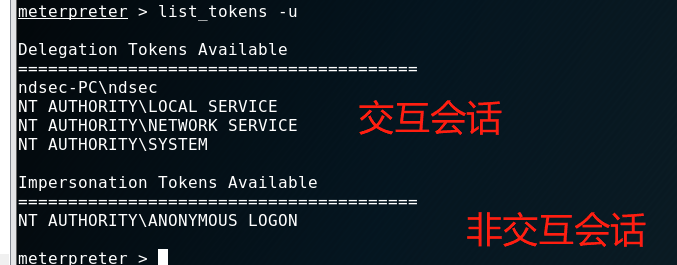 meterpreter > list_tokens -u
Delegation Tokens Available
========================================
ndsec-PC\ndsec
NT AUTHORITY\LOCAL SERVICE
NT AUTHORITY\NETWORK SERVICE
NT AUTHORITY\SYSTEM
交互会话
Impersonation Tokens Available
========================================
NT AUTHORITY\ANONYMOUS LOGON
非交互会话
meterpreter >